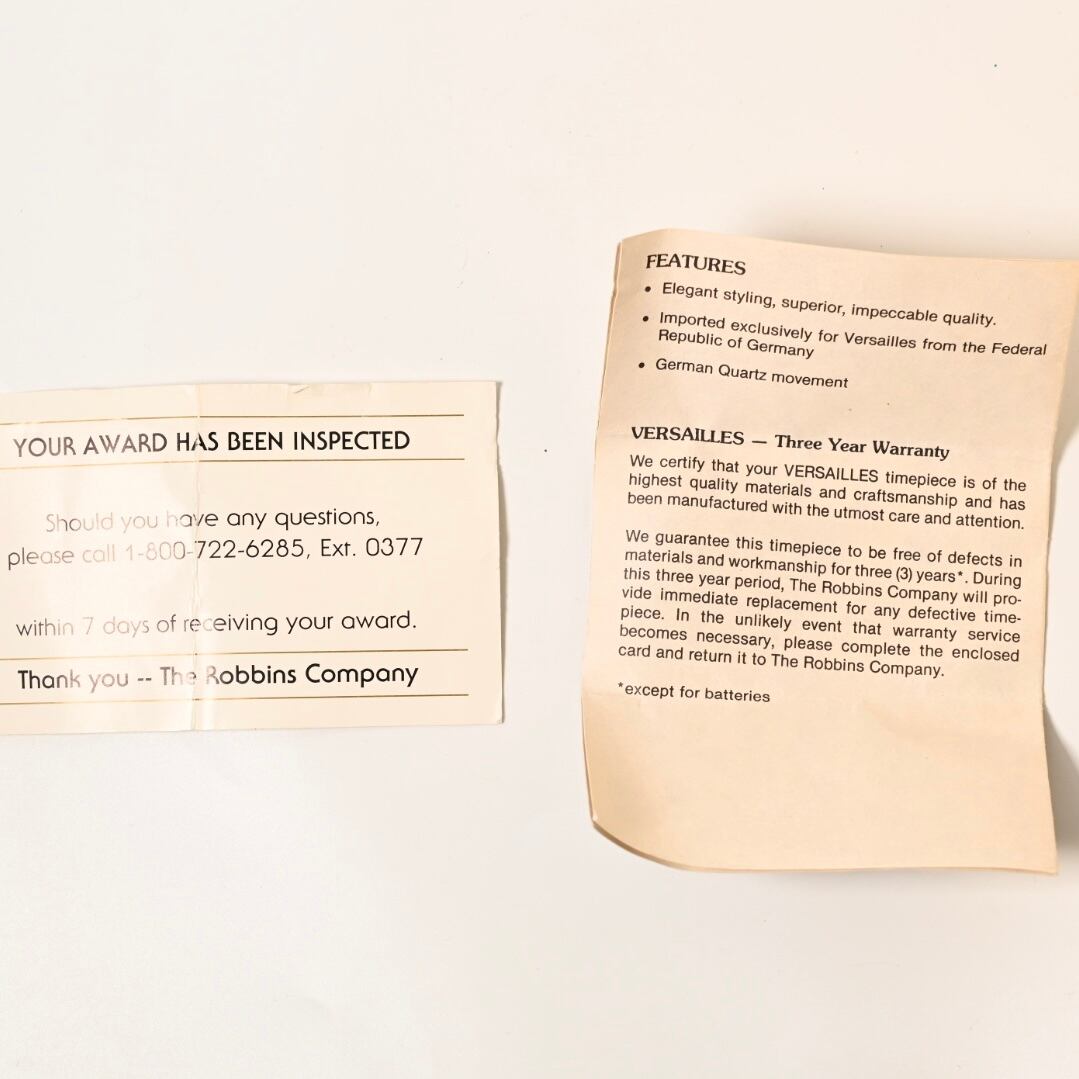 YOUR AWARD HAS BEEN INSPECTED
Should you have any questions,
please call 1-800-722-6285, Ext. 0377
within 7 days of receiving your award.
Thank you -- The Robbins Company
FEATURES
• Elegant styling, superior, impeccable quality.
• Imported exclusively for Versailles from the Federal
Republic of Germany
• German Quartz movement
VERSAILLES — Three Year Warranty
We certify that your VERSAILLES timepiece is of the
highest quality materials and craftsmanship and has
been manufactured with the utmost care and attention.
We guarantee this timepiece to be free of defects in
materials and workmanship for three (3) years*. During
this three year period, The Robbins Company will pro-
vide immediate replacement for any defective time-
piece. In the unlikely event that warranty service
becomes necessary, please complete the enclosed
card and return it to The Robbins Company.
*except for batteries